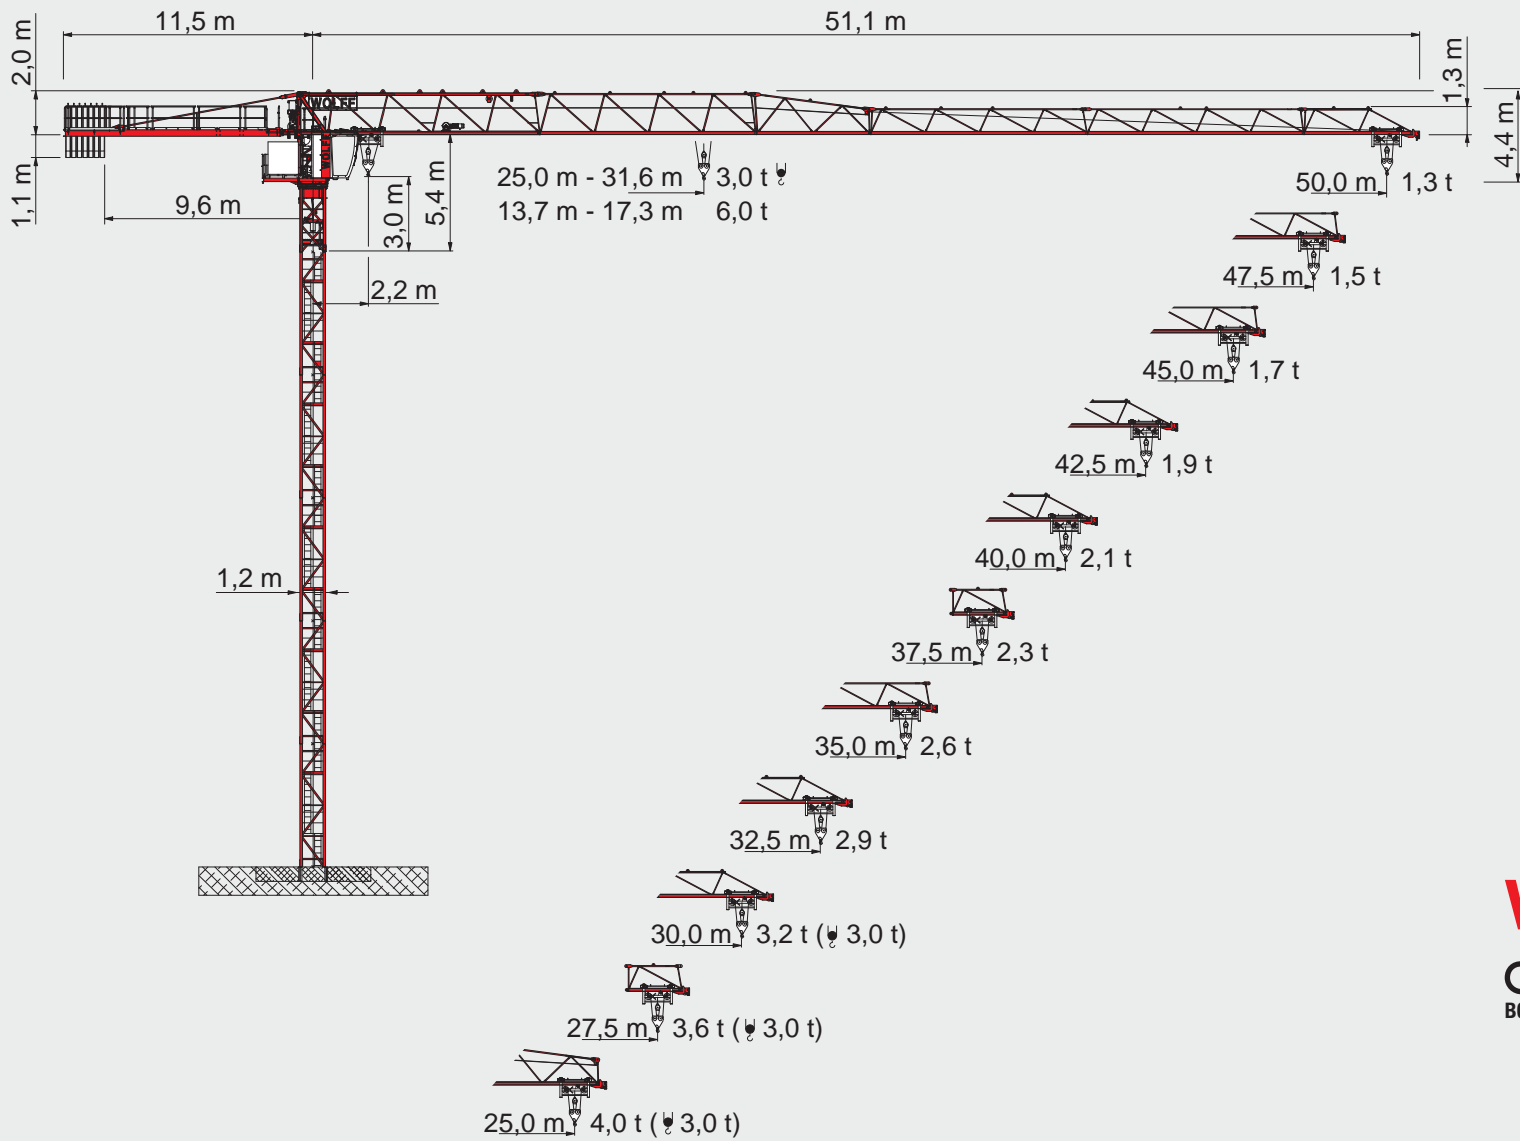 11,5 m
51,1 m
2,0 m
1,3 m
4,4 m
WOLFF
WOLFF
25,0 m - 31,6 m 3,0 t
13,7 m - 17,3 m 6,0 t
50,0 m 1,3 t
1,1 m
9,6 m
3,0 m
5,4 m
2,2 m
47,5 m 1,5 t
45,0 m 1,7 t
42,5 m 1,9 t
40,0 m 2,1 t
1,2 m
37,5 m 2,3 t
35,0 m 2,6 t
32,5 m 2,9 t
30,0 m 3,2 t ( 3,0 t)
27,5 m 3,6 t ( 3,0 t)
25,0 m 4,0 t ( 3,0 t)